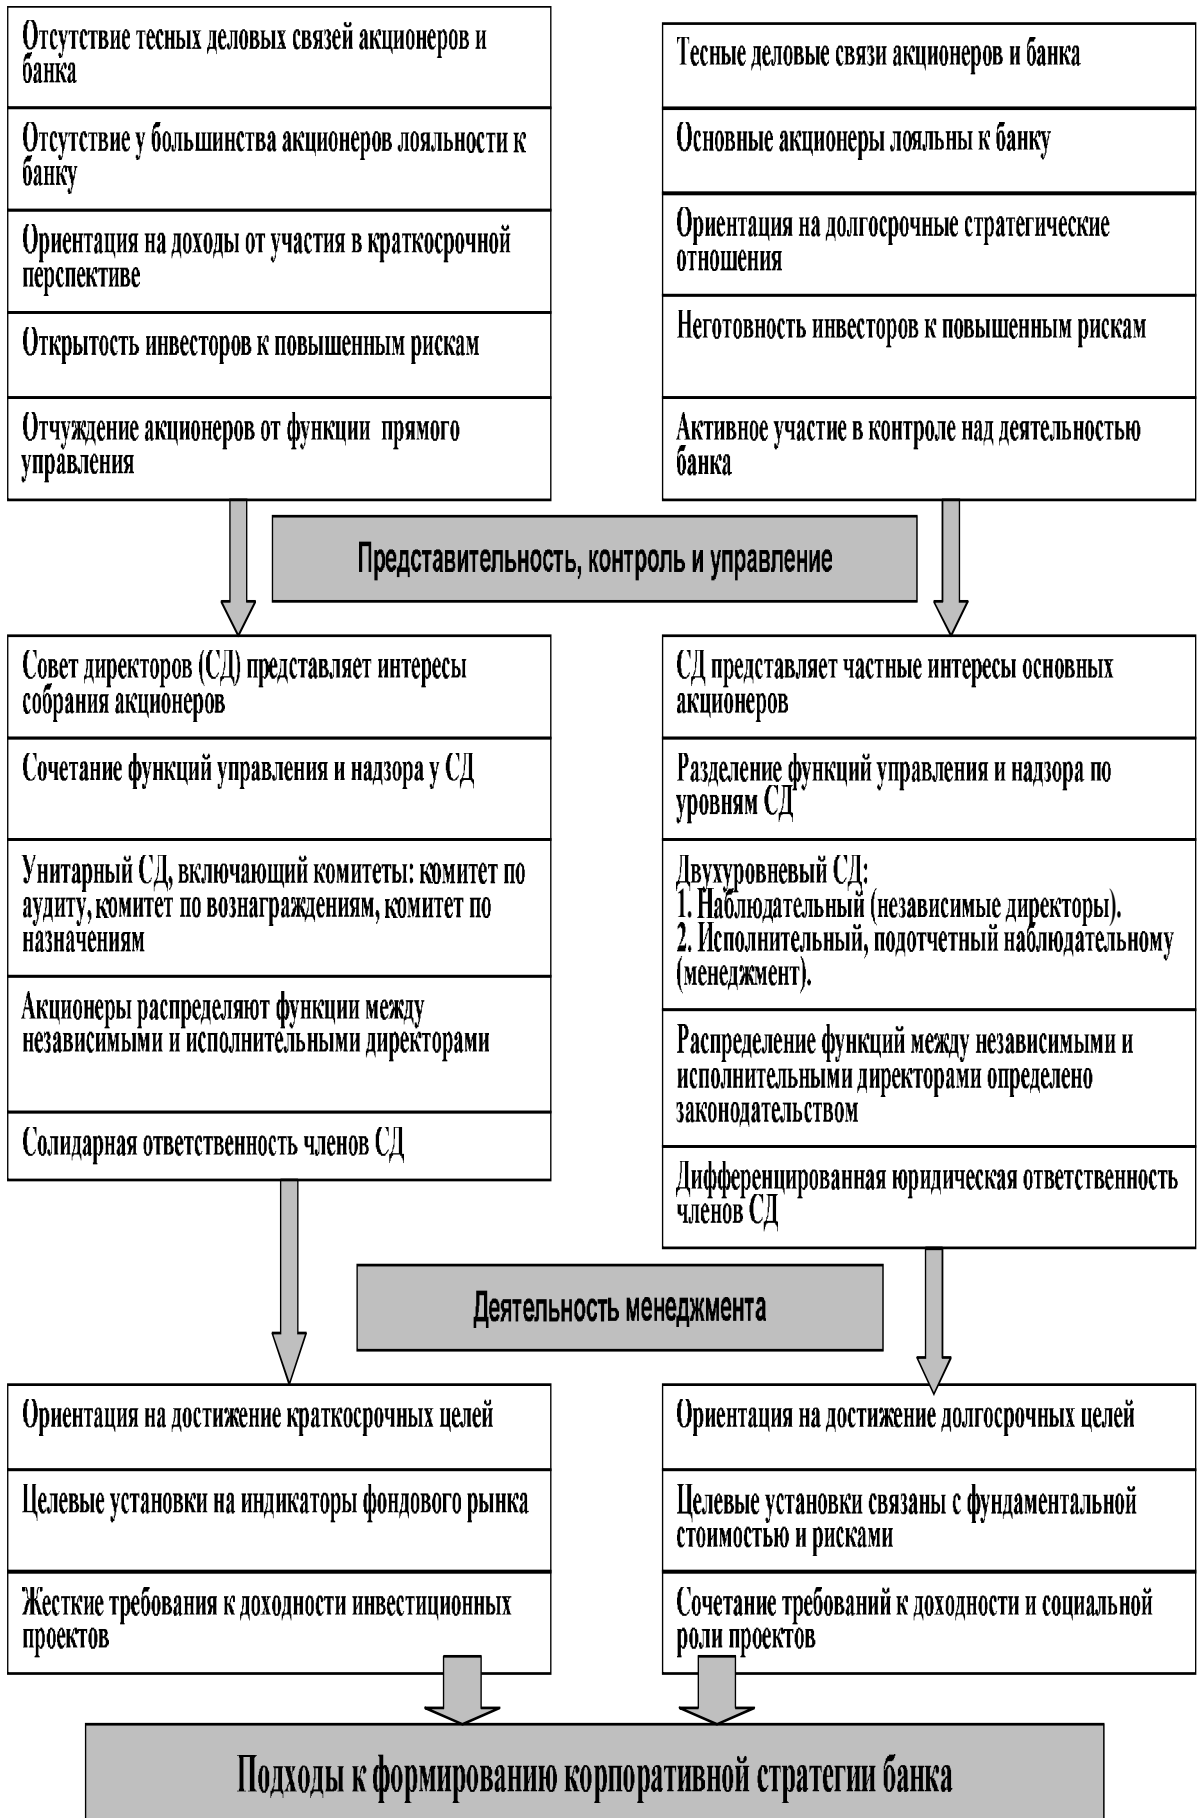 Отсутствие тесных деловых связей акционеров и
банка
Отсутствие у большинства акционеров лояльности к
банку
Ориентация на доходы от участия в краткосрочной
перспективе
Открытость инвесторов к повышенным рискам
Отчуждение акционеров от функции прямого
управления
Тесные деловые связи акционеров и банка
Основные акционеры лояльны к банку
Ориентация на долгосрочные стратегические
отношения
Неготовность инвесторов к повышенным рискам
Активное участие в контроле над деятельностью
банка
Представительность, контроль и управление
Совет директоров (СД) представляет интересы
собрания акционеров
Сочетание функций управления и надзора у СД
Унитарный СД, включающий комитеты: комитет по
аудиту, комитет по вознаграждениям, комитет по
назначениям
Акционеры распределяют функции между
независимыми и исполнительными директорами
Солидарная ответственность членов СД
СД представляет частные интересы основных
акционеров
Разделение функций управления и надзора по
уровням СД
Двухуровневый СД:
1. Наблюдательный (независимые директоры).
2. Исполнительный, подотчетный наблюдательному
(менеджмент).
Распределение функций между независимыми и
исполнительными директорами определено
законодательством
Дифференцированная юридическая ответственность
членов СД
Деятельность менеджмента
Ориентация на достижение краткосрочных целей
Целевые установки на индикаторы фондового рынка
Жесткие требования к доходности инвестиционных
проектов
Ориентация на достижение долгосрочных целей
Целевые установки связаны с фундаментальной
стоимостью и рисками
Сочетание требований к доходности и социальной
роли проектов
Подходы к формированию корпоративной стратегии банка